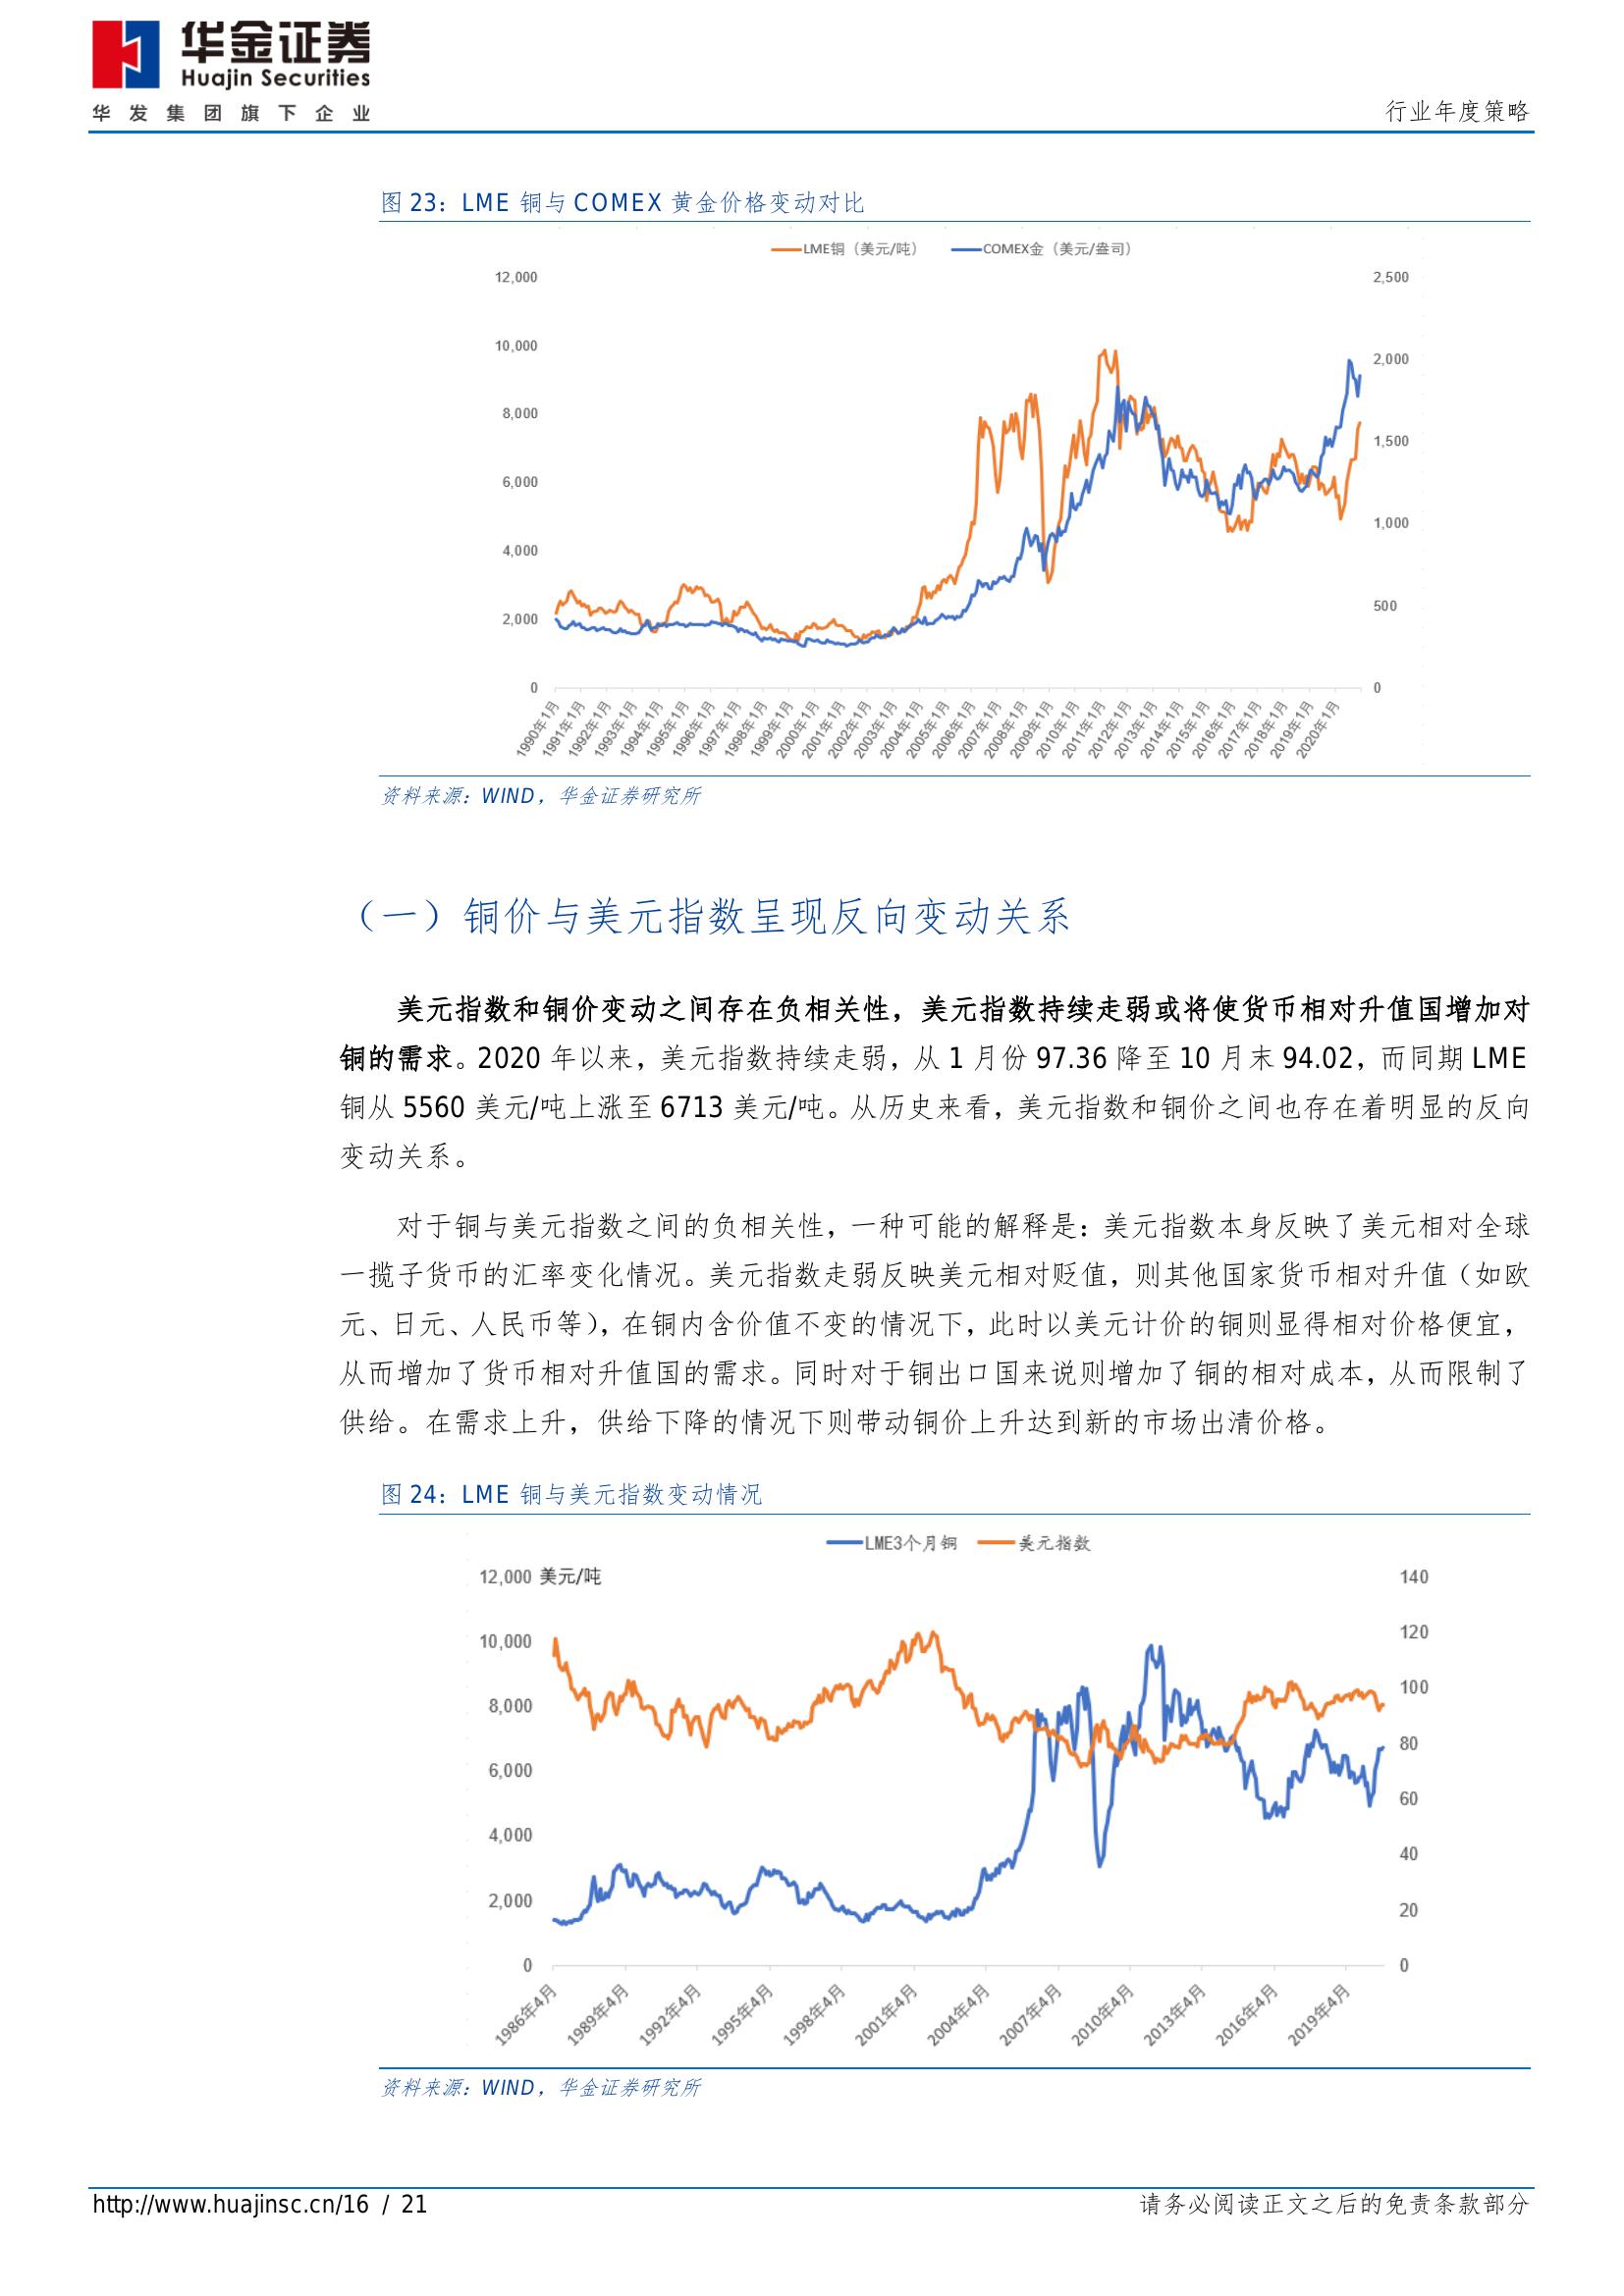 华金证券
Huajin Securities
华发集团旗下企业
行业年度策略
图 23：LME 铜与 COMEX 黄金价格变动对比
LME铜（美元/吨） COMEX金（美元/盎司）
12,000 2,500
10,000 2,000
8,000 1,500
6,000 1,000
4,000 500
2,000
0 0
1990年1月 1991年1月 1992年1月 1993年1月 1994年1月 1995年1月 1996年1月 1997年1月 1998年1月 1999年1月 2000年1月 2001年1月 2002年1月 2003年1月 2004年1月 2005年1月 2006年1月 2007年1月 2008年1月 2009年1月 2010年1月 2011年1月 2012年1月 2013年1月 2014年1月 2015年1月 2016年1月 2017年1月 2018年1月 2019年1月 2020年1月
资料来源：WIND，华金证券研究所
（一）铜价与美元指数呈现反向变动关系
美元指数和铜价变动之间存在负相关性，美元指数持续走弱或将使货币相对升值国增加对
铜的需求。2020 年以来，美元指数持续走弱，从 1 月份 97.36 降至 10 月末 94.02，而同期 LME
铜从 5560 美元/吨上涨至 6713 美元/吨。从历史来看，美元指数和铜价之间也存在着明显的反向
变动关系。
对于铜与美元指数之间的负相关性，一种可能的解释是：美元指数本身反映了美元相对全球
一揽子货币的汇率变化情况。美元指数走弱反映美元相对贬值，则其他国家货币相对升值（如欧
元、日元、人民币等），在铜内含价值不变的情况下，此时以美元计价的铜则显得相对价格便宜，
从而增加了货币相对升值国的需求。同时对于铜出口国来说则增加了铜的相对成本，从而限制了
供给。在需求上升，供给下降的情况下则带动铜价上升达到新的市场出清价格。
图 24：LME 铜与美元指数变动情况
LME3个月铜 美元指数
12,000 美元/吨 140
10,000 120
8,000 100
6,000 80
4,000 60
2,000 40
0 20
0
1986年4月 1989年4月 1992年4月 1995年4月 1998年4月 2001年4月 2004年4月 2007年4月 2010年4月 2013年4月 2016年4月 2019年4月
资料来源：WIND，华金证券研究所
http://www.huajinsc.cn/16 / 21 请务必阅读正文之后的免责条款部分